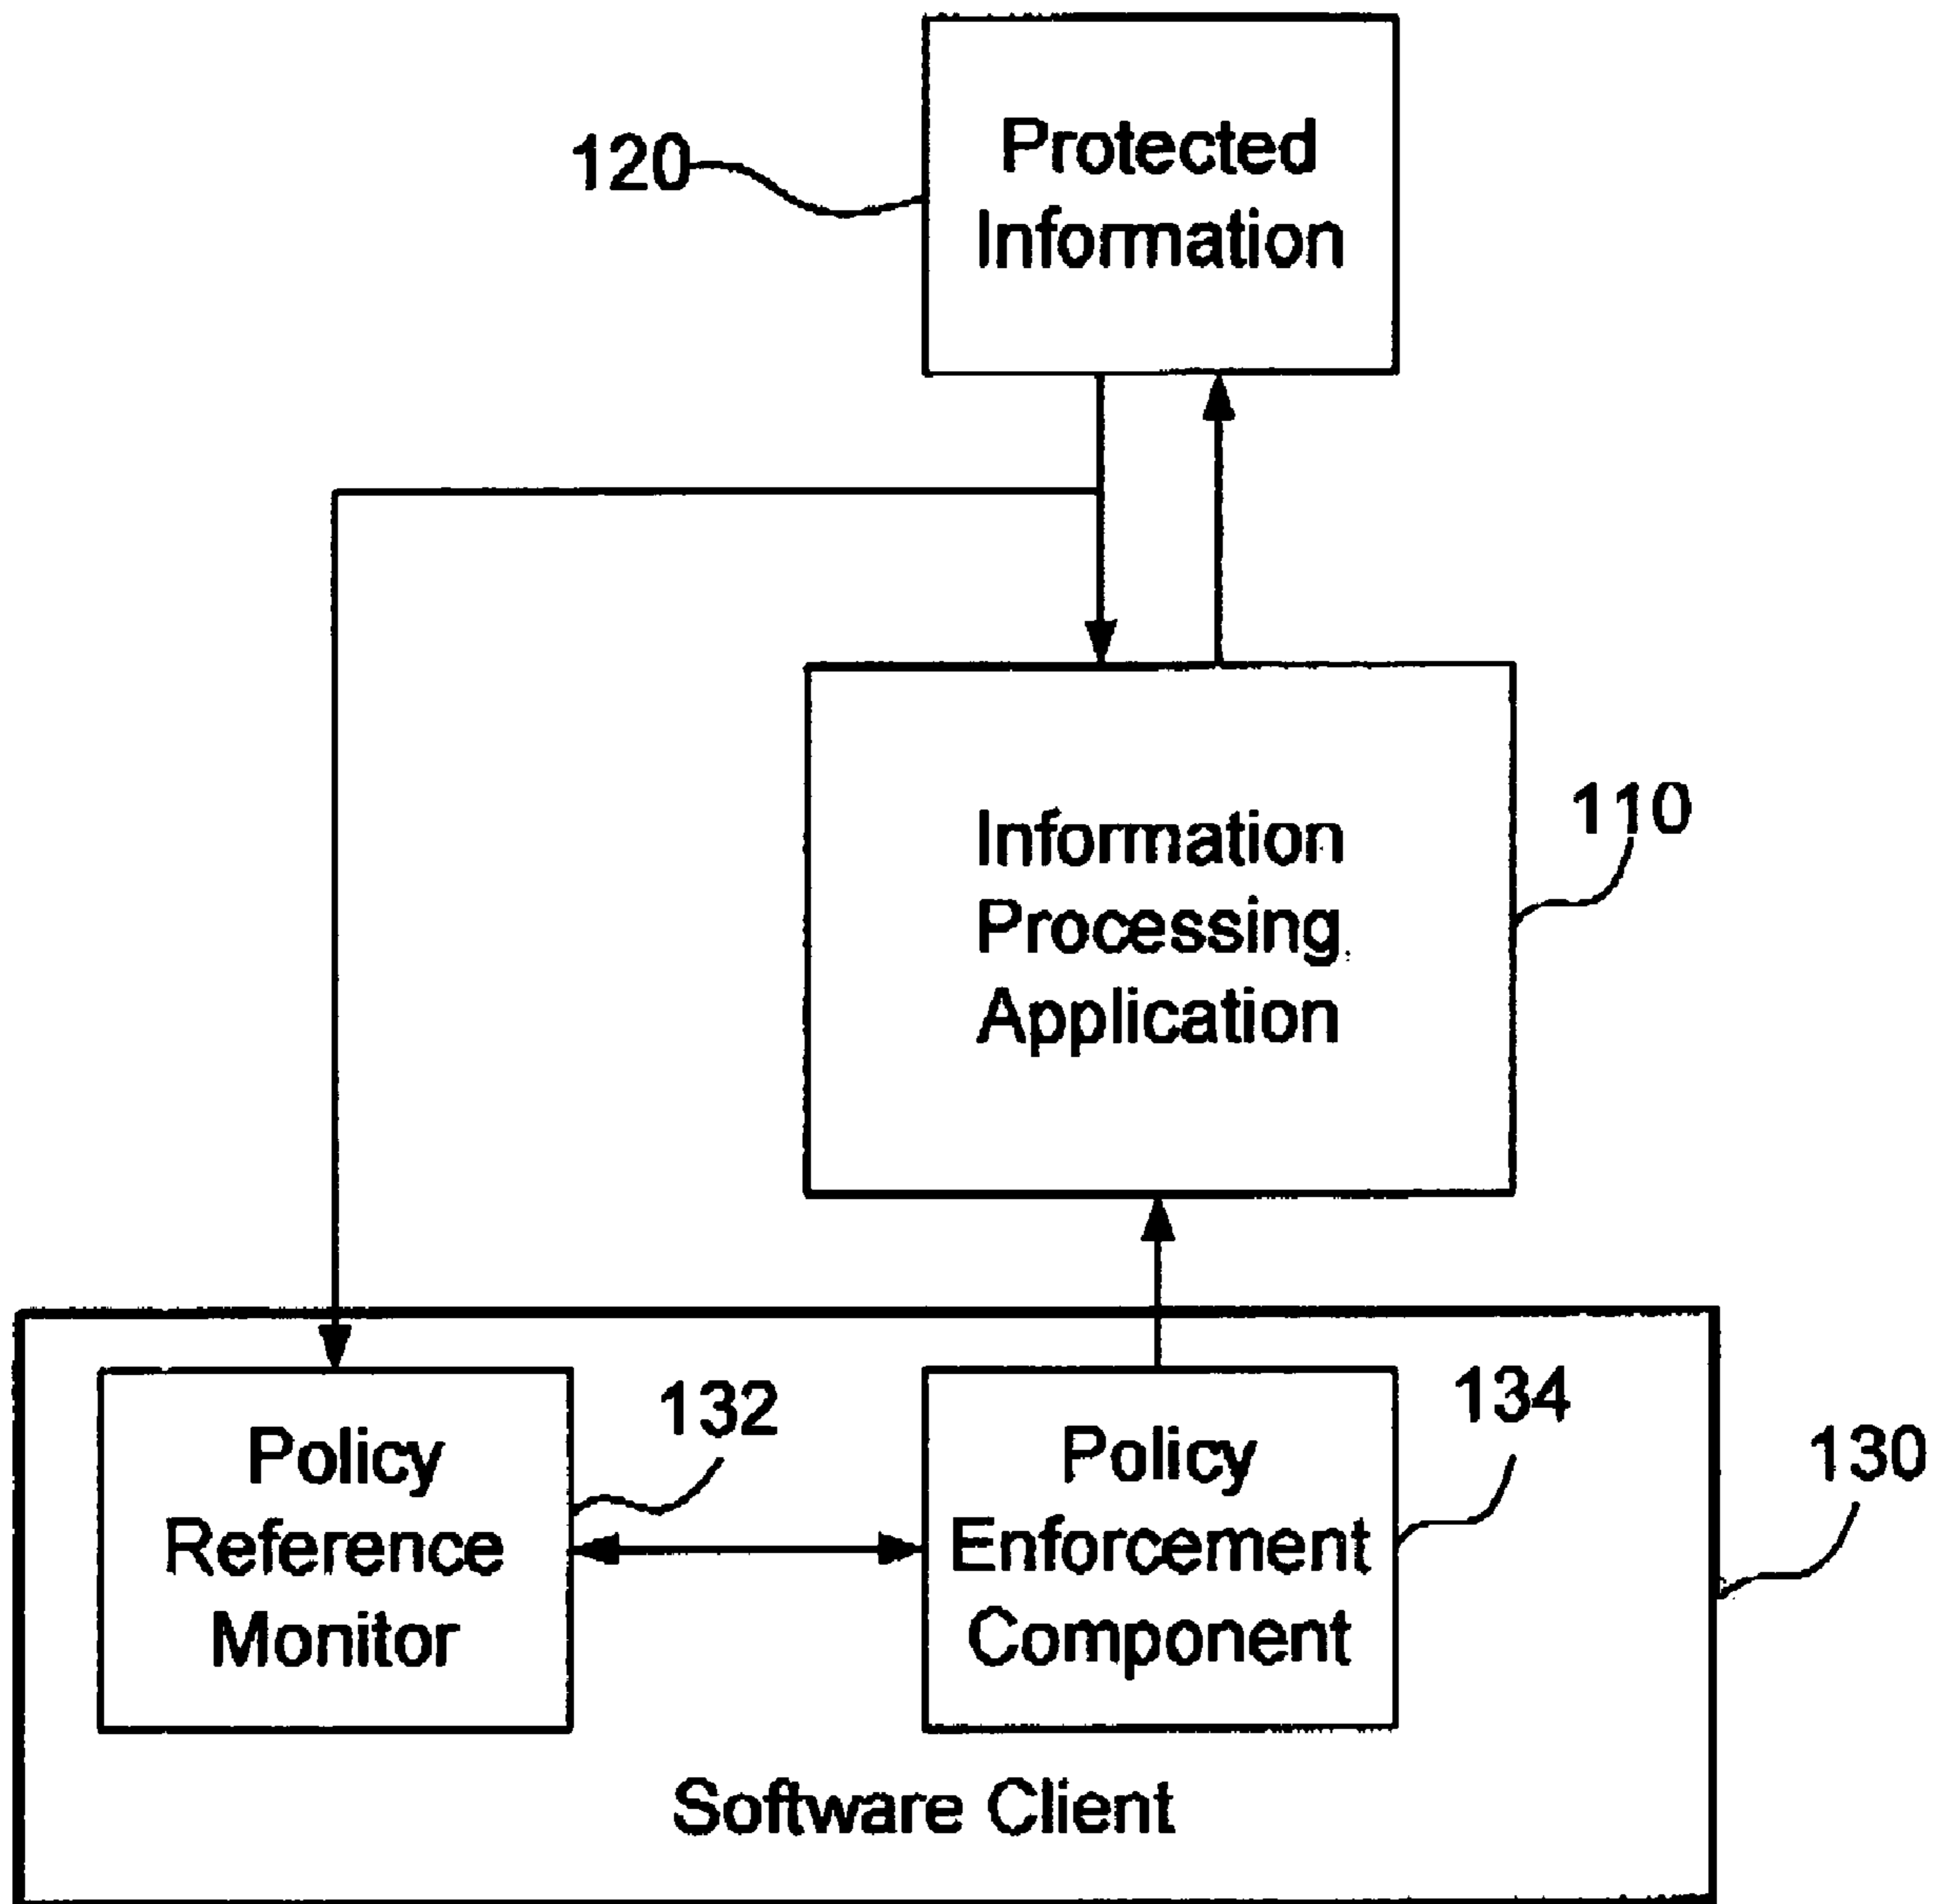 120
Protected
Information
110
Information
Processing
Application
Policy
Reference
Monitor
132
Policy
Enforcement
Component
134
130
Software Client